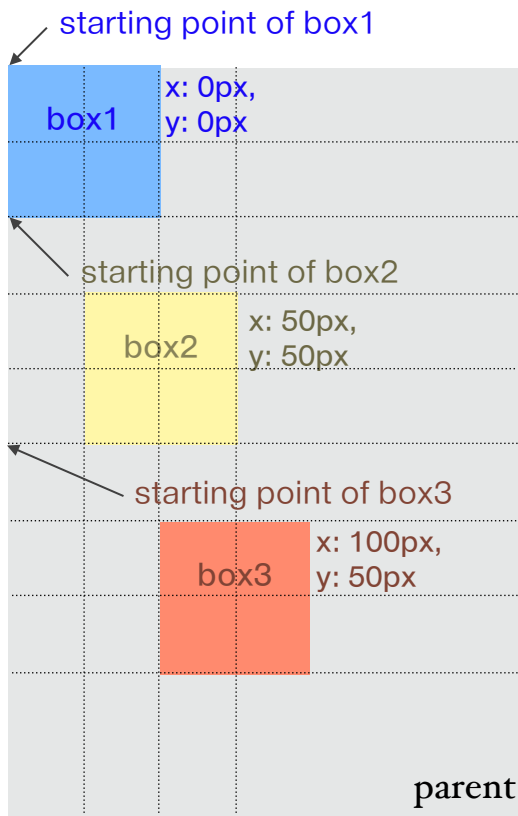 starting point of box1
box1
x: 0px,
y: 0px
starting point of box2
box2
x: 50px,
y: 50px
starting point of box3
box3
x: 100px,
y: 50px
parent